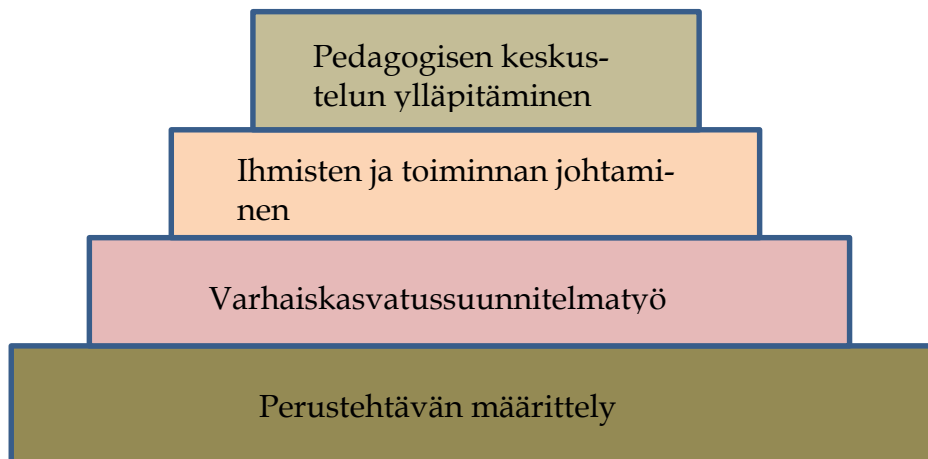 Pedagogisen keskus-
telun ylläpitäminen
Ihmisten ja toiminnan johtami-
nen
Varhaiskasvatussuunnitelmatyö
Perustehtävän määrittely